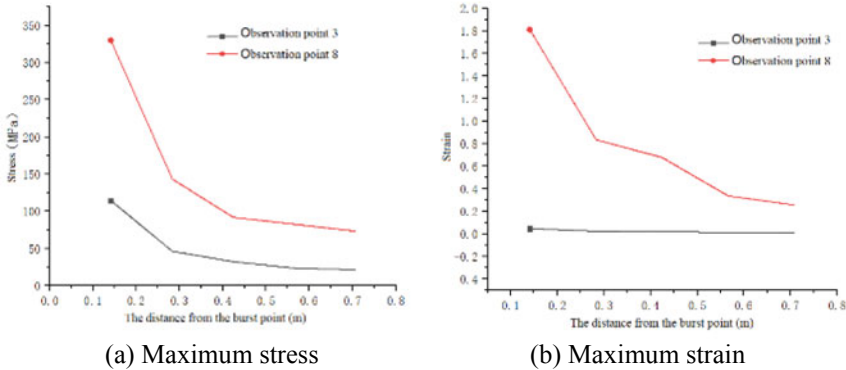 350
300
250
200
150
100
50
0
Stress (MPa)
Observation point 3
Observation point 8
0.0 0.1 0.2 0.3 0.4 0.5 0.6 0.7 0.8
The distance from the burst point (m)
(a) Maximum stress
2.0
1.8
1.6
1.4
1.2
1.0
0.8
0.6
0.4
0.2
0.0
-0.2
0.4
Strain
Observation point 3
Observation point 8
0.1 0.2 0.3 0.4 0.5 0.6 0.7 0.8
The distance from the burst point (m)
(b) Maximum strain